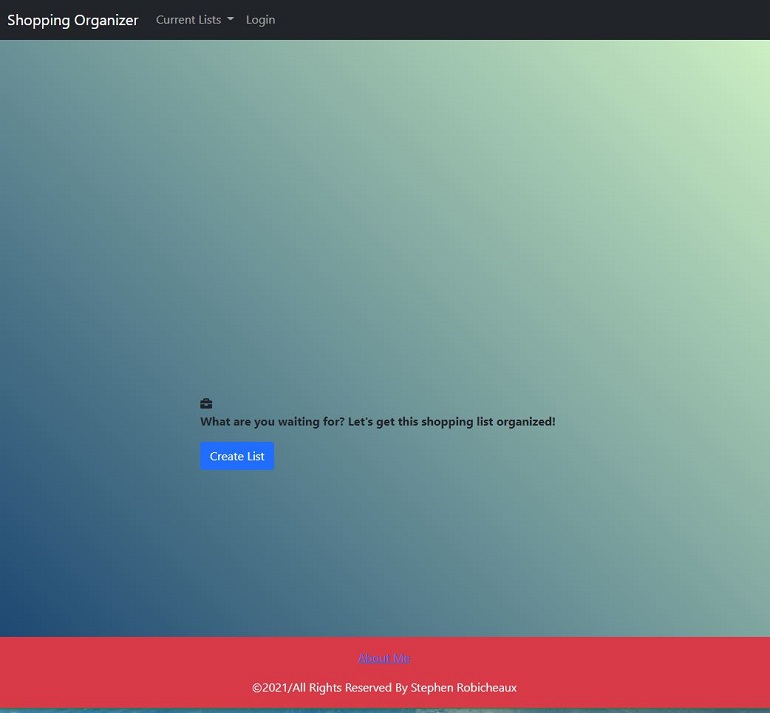 Shopping Organizer Current Lists Login
What are you waiting for? Let's get this shopping list organized!
Create List
About Me
©2021/All Rights Reserved By Stephen Robicheaux